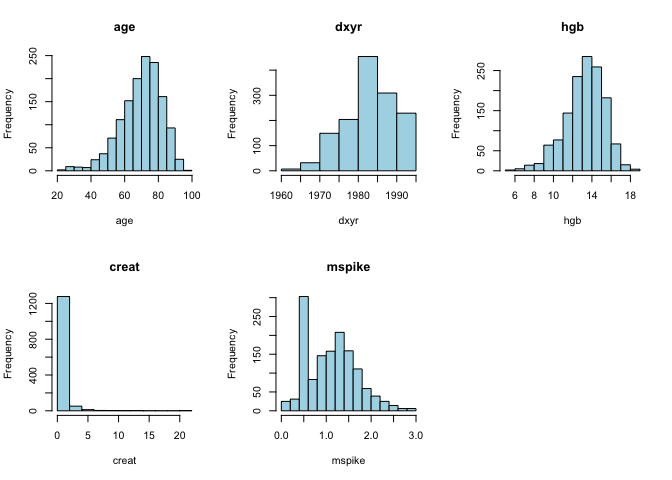 age
Frequency
0 50 150 250
20 40 60 80 100
age
dxyr
Frequency
0 100 300
1960 1970 1980 1990
dxyr
hgb
Frequency
0 50 150 250
6 8 10 14 18
hgb
creat
Frequency
0 400 800 1200
0 5 10 15 20
creat
mspike
Frequency
0 50 150 250
0.0 1.0 2.0 3.0
mspike